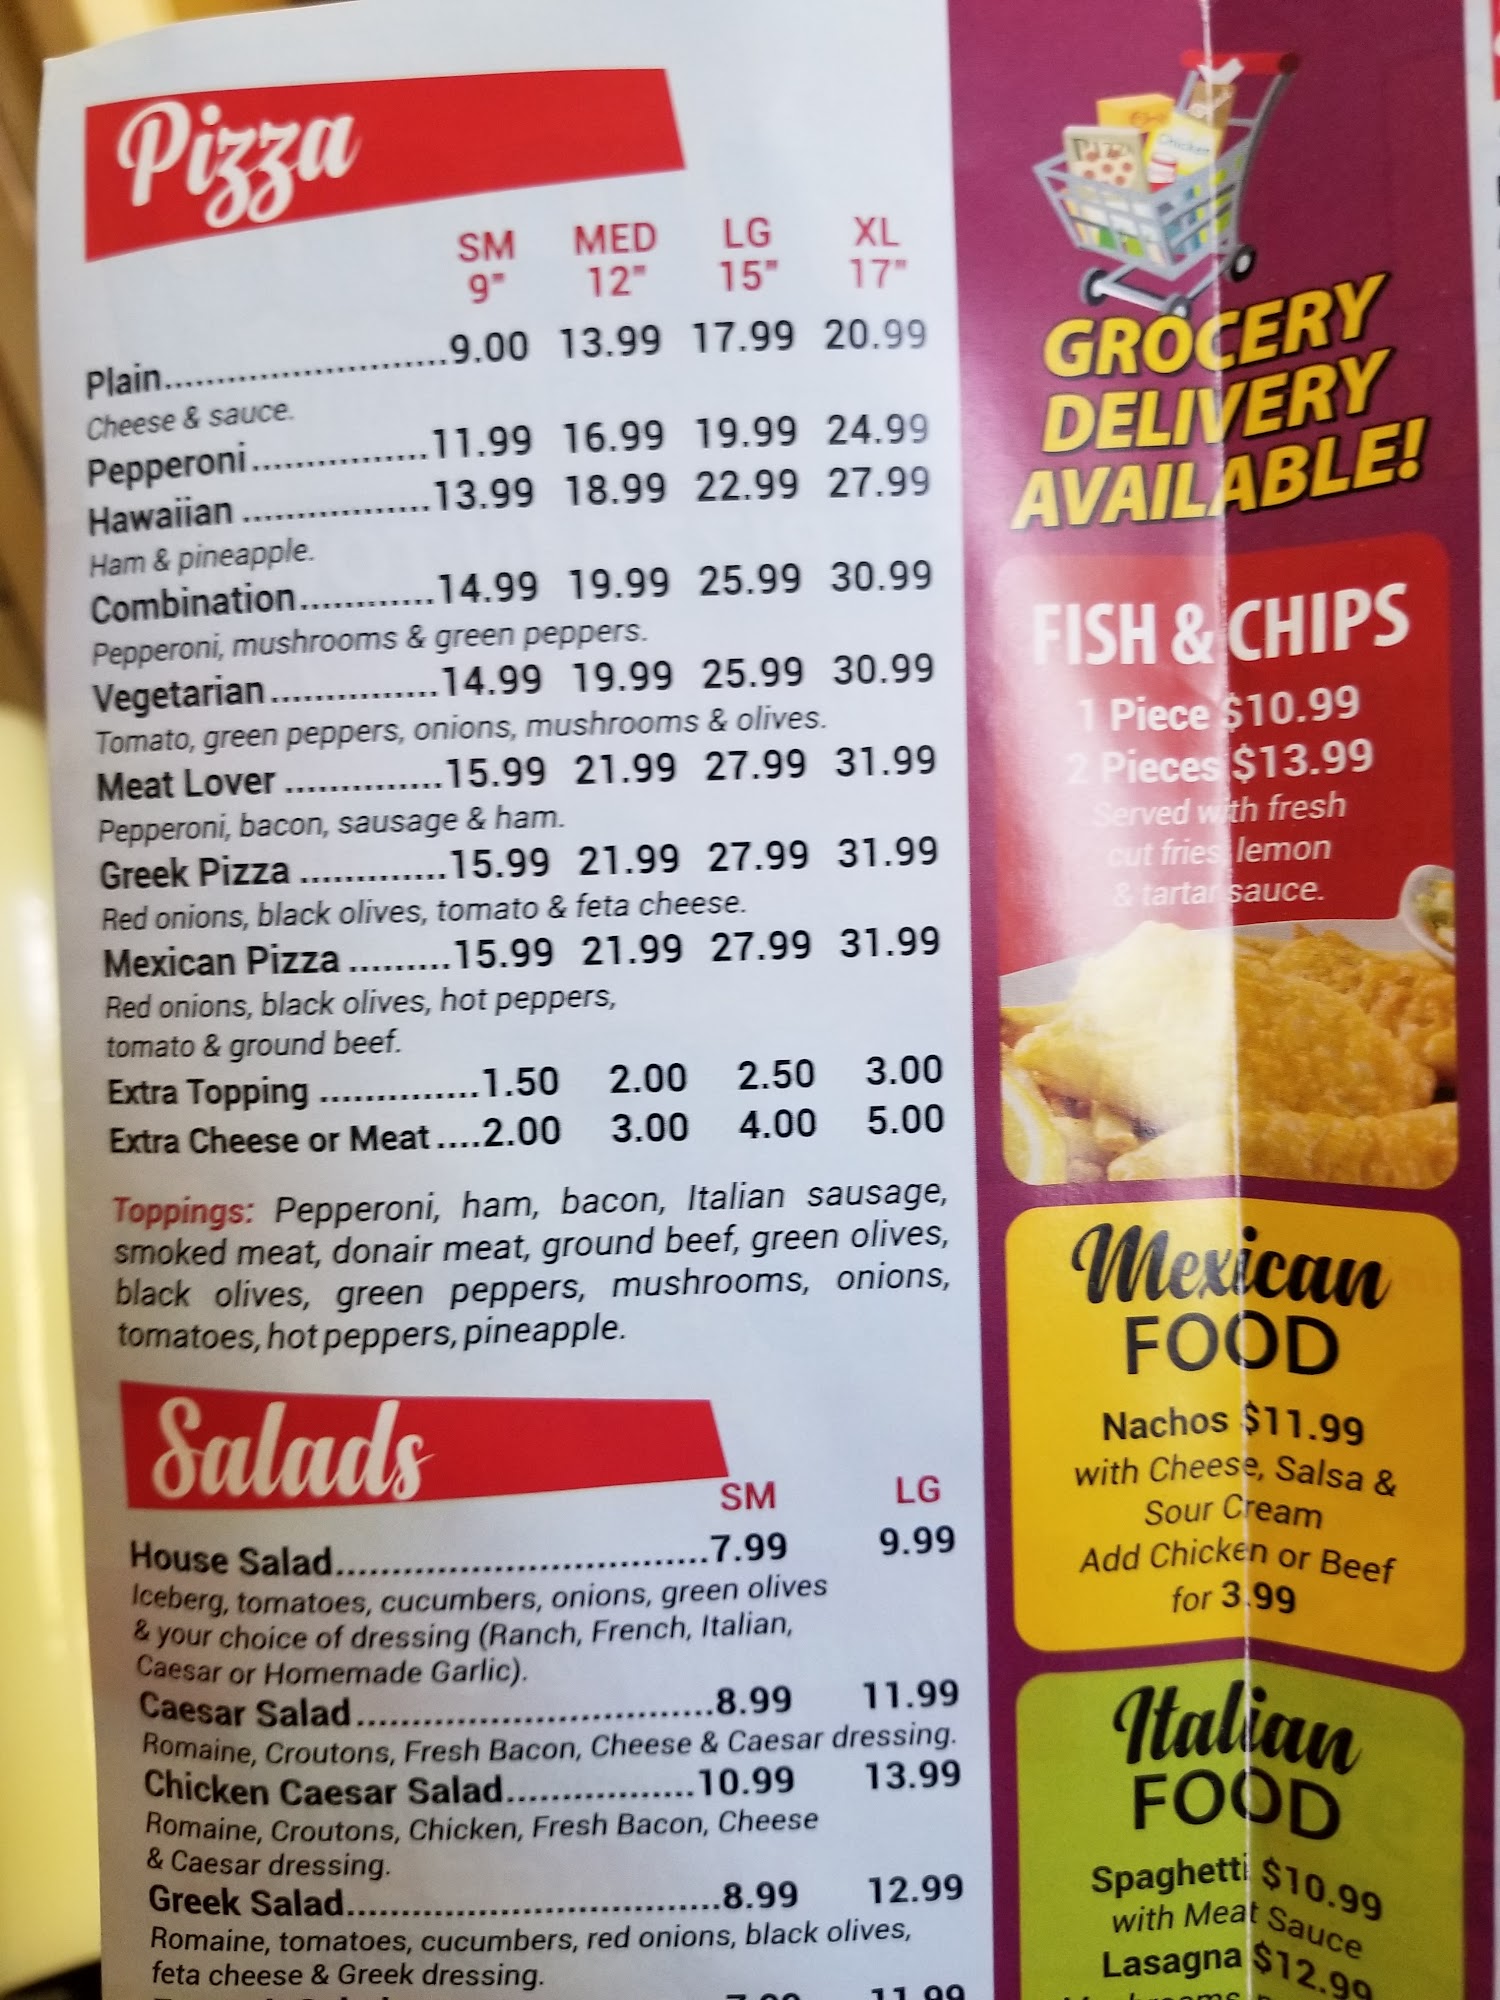 Pizza
SM MED LG XL
9" 12" 15" 17"
Plain..........................9.00 13.99 17.99 20.99
Cheese & sauce.
Pepperoni................11.99 16.99 19.99 24.99
Hawaiian .................13.99 18.99 22.99 27.99
Ham & pineapple.
Combination............14.99 19.99 25.99 30.99
Pepperoni, mushrooms & green peppers.
Vegetarian...............14.99 19.99 25.99 30.99
Tomato, green peppers, onions, mushrooms & olives.
Meat Lover ..............15.99 21.99 27.99 31.99
Pepperoni, bacon, sausage & ham.
Greek Pizza .............15.99 21.99 27.99 31.99
Red onions, black olives, tomato & feta cheese.
Mexican Pizza .........15.99 21.99 27.99 31.99
Red onions, black olives, hot peppers,
tomato & ground beef.
Extra Topping ..............1.50 2.00 2.50 3.00
Extra Cheese or Meat....2.00 3.00 4.00 5.00
Toppings: Pepperoni, ham, bacon, Italian sausage,
smoked meat, donair meat, ground beef, green olives,
black olives, green peppers, mushrooms, onions,
tomatoes, hot peppers, pineapple.
Salads
SM LG
House Salad..................................7.99 9.99
Iceberg, tomatoes, cucumbers, onions, green olives
& your choice of dressing (Ranch, French, Italian,
Caesar or Homemade Garlic).
Caesar Salad................................8.99 11.99
Romaine, Croutons, Fresh Bacon, Cheese & Caesar dressing.
Chicken Caesar Salad.................10.99 13.99
Romaine, Croutons, Chicken, Fresh Bacon, Cheese
& Caesar dressing.
Greek Salad..................................8.99 12.99
Romaine, tomatoes, cucumbers, red onions, black olives,
feta cheese & Greek dressing.
11.99
PIZZA
Chicken
GROCERY
DELIVERY
AVAILABLE!
FISH & CHIPS
1 Piece $10.99
2 Pieces $13.99
Served with fresh
cut fries, lemon
& tartar sauce.
Mexican
FOOD
Nachos $11.99
with Cheese, Salsa &
Sour Cream
Add Chicken or Beef
for 3.99
Italian
FOOD
Spaghetti $10.99
with Meat Sauce
Lasagna $12.99